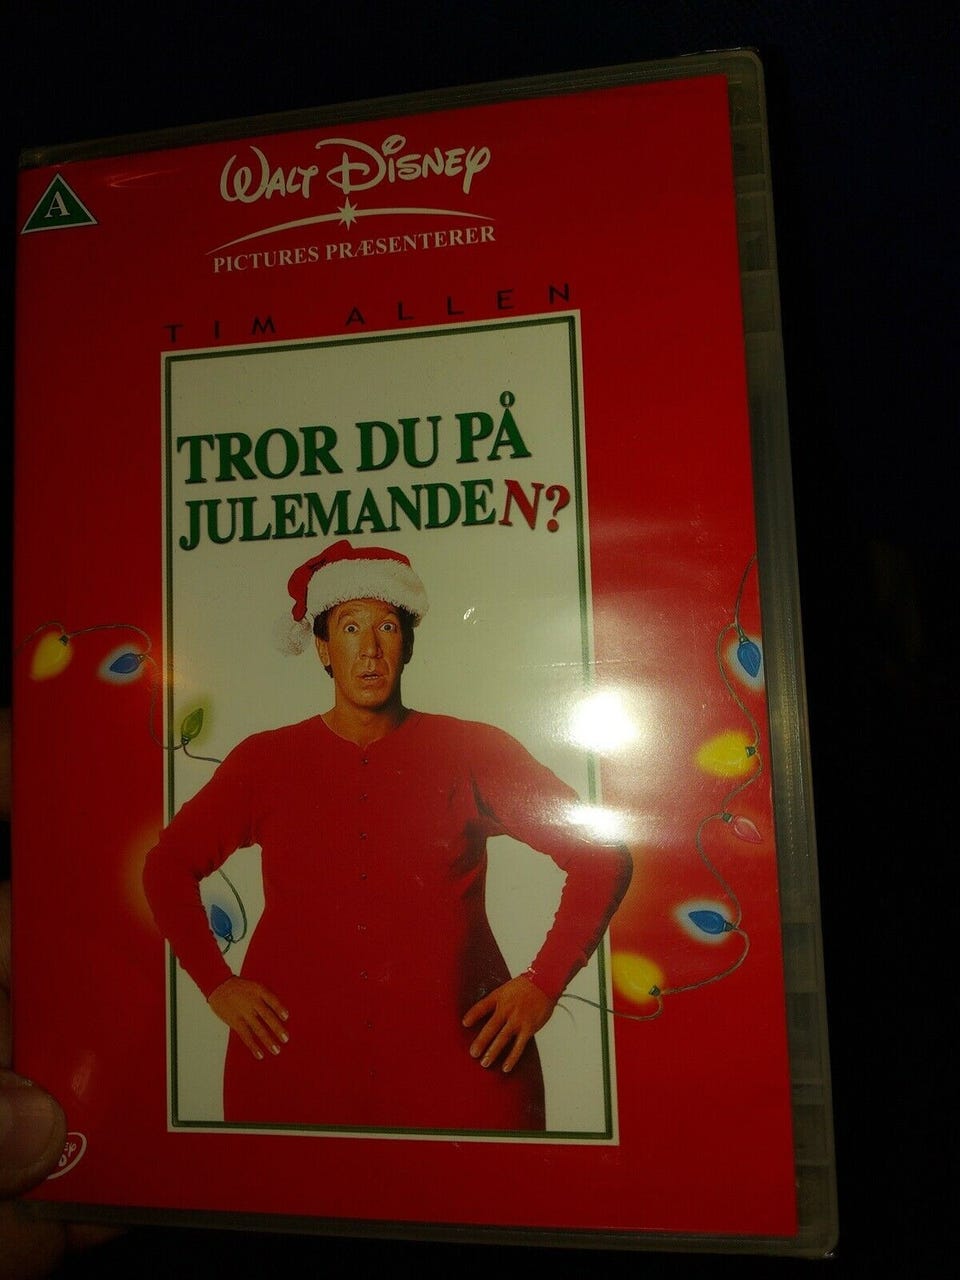 A
WALT DISNEY
PICTURES PRÆSENTERER
TIM ALLEN
TROR DU PÅ
JULEMANDEN?